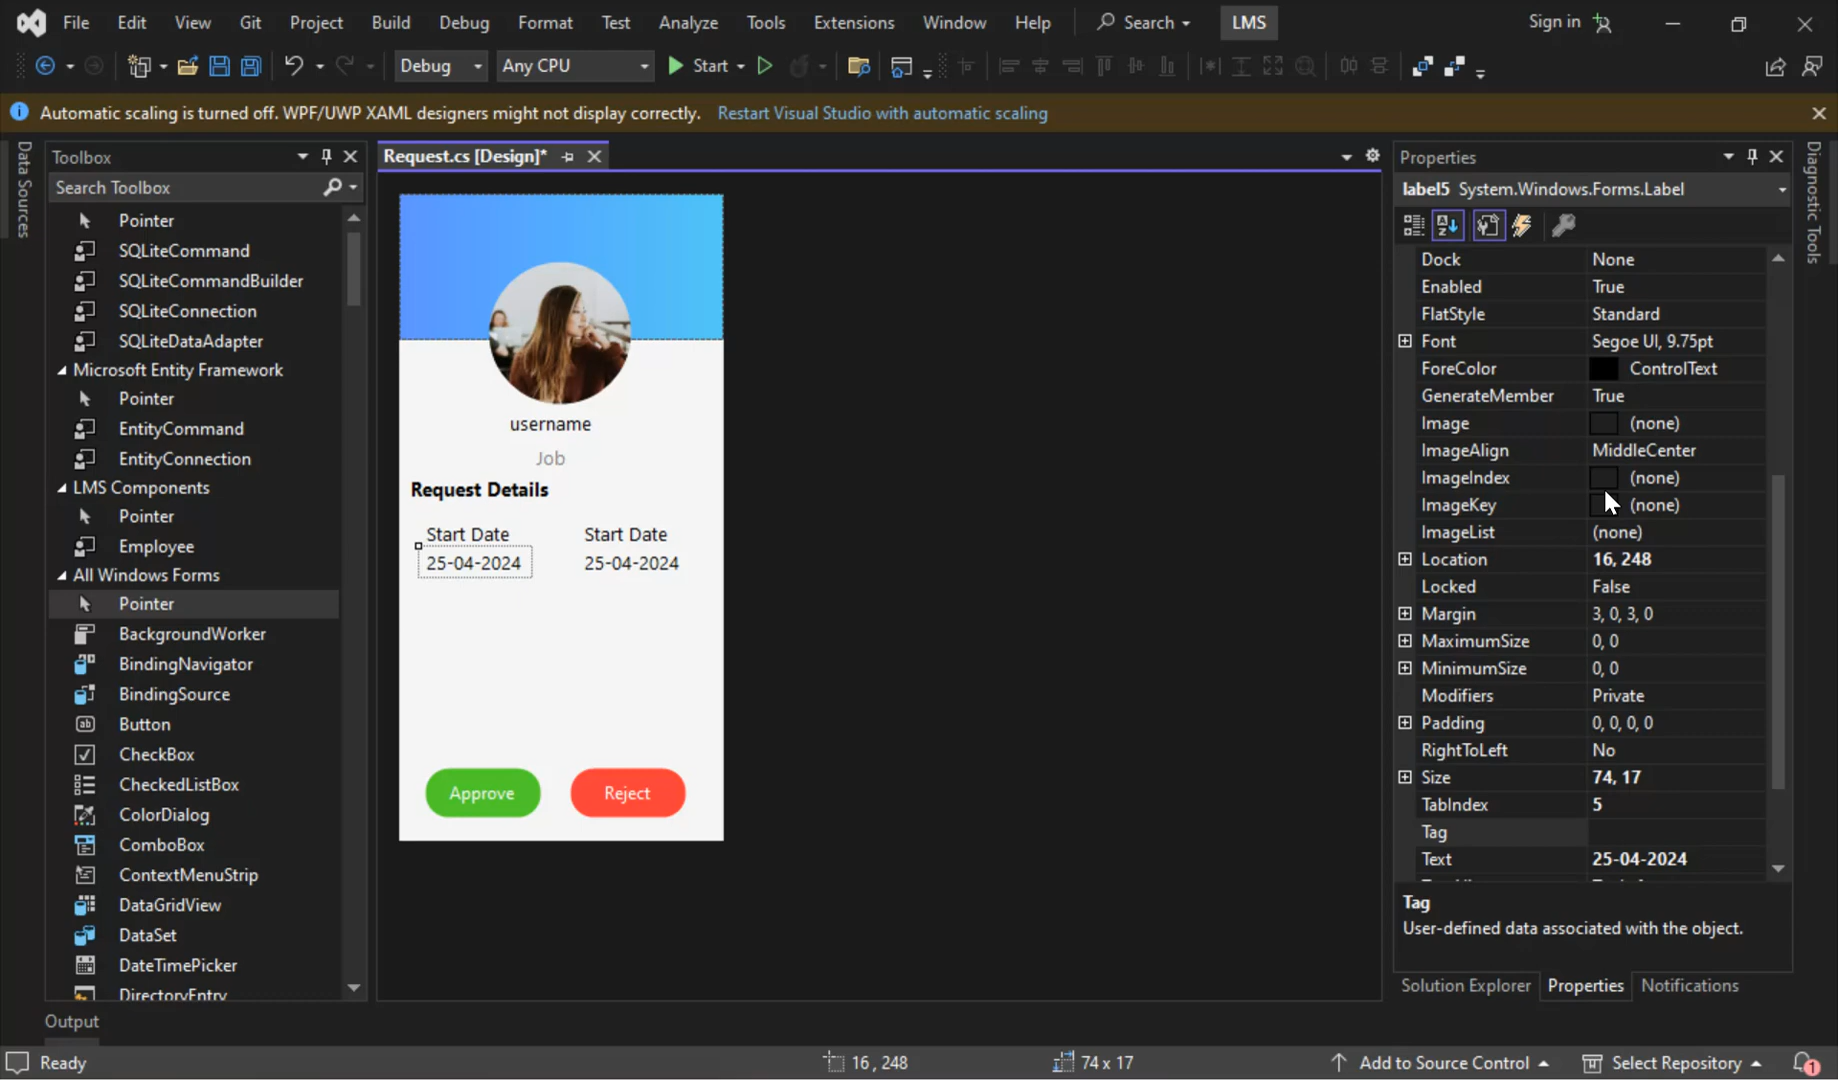 File Edit View Git Project Build Debug Format Test Analyze Tools Extensions Window Help Search LMS Sign in
Debug Any CPU Start
Automatic scaling is turned off. WPF/UWP XAML designers might not display correctly. Restart Visual Studio with automatic scaling
Data Sources
Toolbox
Search Toolbox
Pointer
SQLiteCommand
SQLiteCommandBuilder
SQLiteConnection
SQLiteDataAdapter
Microsoft Entity Framework
Pointer
EntityCommand
EntityConnection
LMS Components
Pointer
Employee
All Windows Forms
Pointer
BackgroundWorker
BindingNavigator
BindingSource
Button
CheckBox
CheckedListBox
ColorDialog
ComboBox
ContextMenuStrip
DataGridView
DataSet
DateTimePicker
DirectoryEntry
Output
Request.cs [Design]*
username
Job
Request Details
Start Date Start Date
25-04-2024 25-04-2024
Approve Reject
Properties
label5 System.Windows.Forms.Label
Dock None
Enabled True
FlatStyle Standard
Font Segoe UI, 9.75pt
ForeColor ControlText
GenerateMember True
Image (none)
ImageAlign MiddleCenter
ImageIndex (none)
ImageKey (none)
ImageList (none)
Location 16, 248
Locked False
Margin 3, 0, 3, 0
MaximumSize 0, 0
MinimumSize 0, 0
Modifiers Private
Padding 0, 0, 0, 0
RightToLeft No
Size 74, 17
TabIndex 5
Tag
Text 25-04-2024
Tag
User-defined data associated with the object.
Solution Explorer Properties Notifications
Diagnostic Tools
Ready 16 , 248 74 x 17 Add to Source Control Select Repository 1